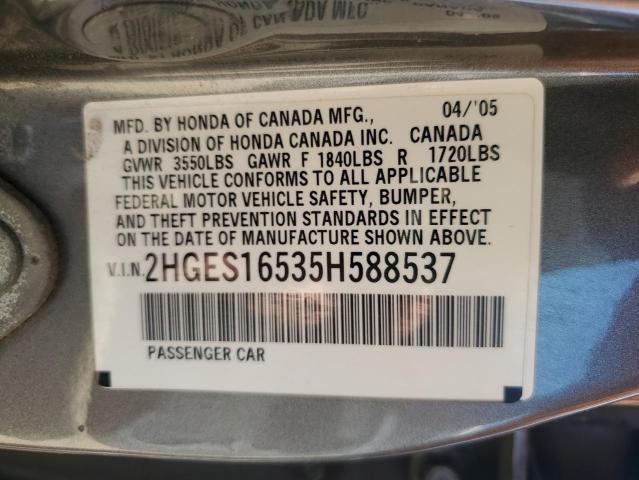 MFD. BY HONDA OF CANADA MFG., 04/'05
A DIVISION OF HONDA CANADA INC. CANADA
GVWR 3550LBS GAWR F 1840LBS R 1720LBS
THIS VEHICLE CONFORMS TO ALL APPLICABLE
FEDERAL MOTOR VEHICLE SAFETY, BUMPER,
AND THEFT PREVENTION STANDARDS IN EFFECT
ON THE DATE OF MANUFACTURE SHOWN ABOVE.
V.I.N. 2HGES16535H588537
PASSENGER CAR